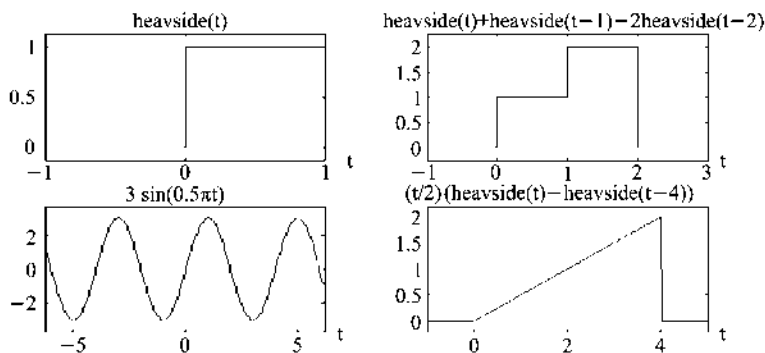 heavside(t)
1
0.5
0
−1 0 1 t
heavside(t)+heavside(t−1)−2heavside(t−2)
2
1.5
1
0.5
0
−1 0 1 2 3 t
3 sin(0.5πt)
2
0
−2
−5 0 5 t
(t/2)(heavside(t)−heavside(t−4))
2
1.5
1
0.5
0
0 2 4 t